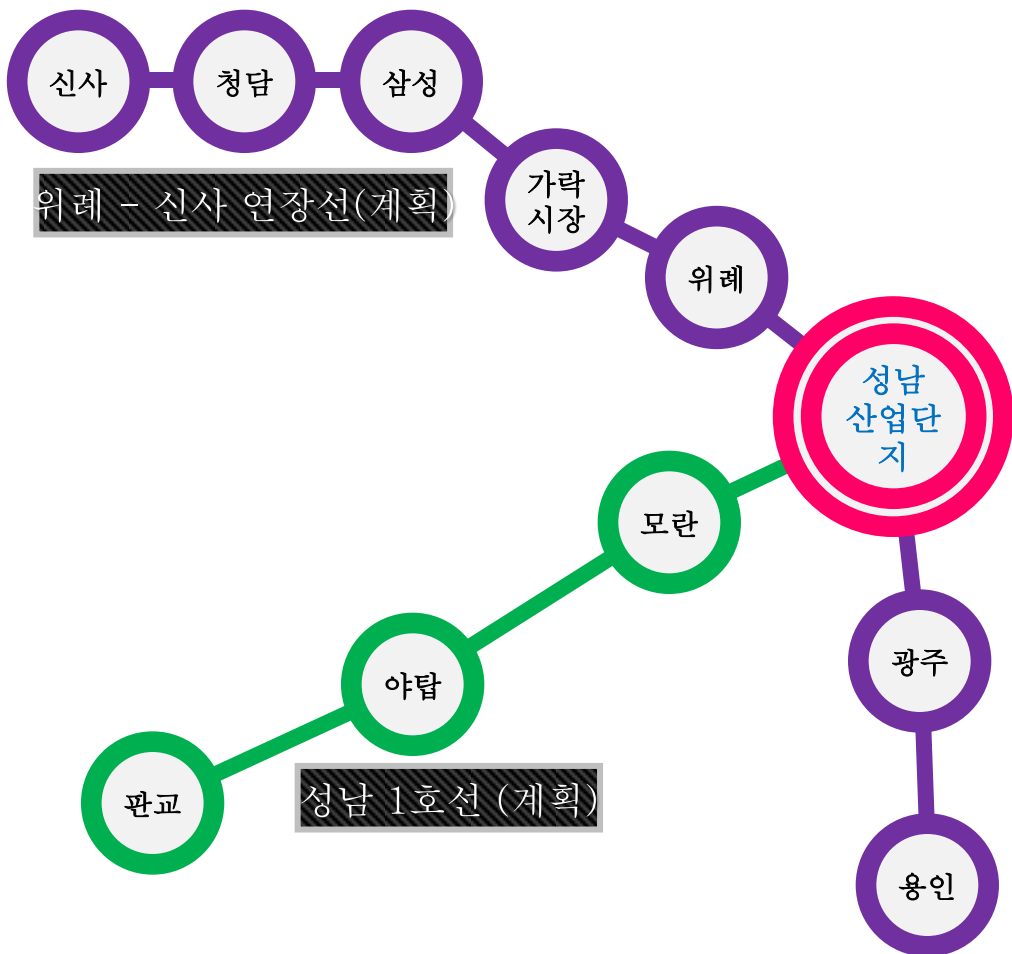 신사
청담
삼성
위례 - 신사 연장선(계획)
가락
시장
위례
성남
산업단
지
모란
야탑
판교
성남 1호선 (계획)
광주
용인